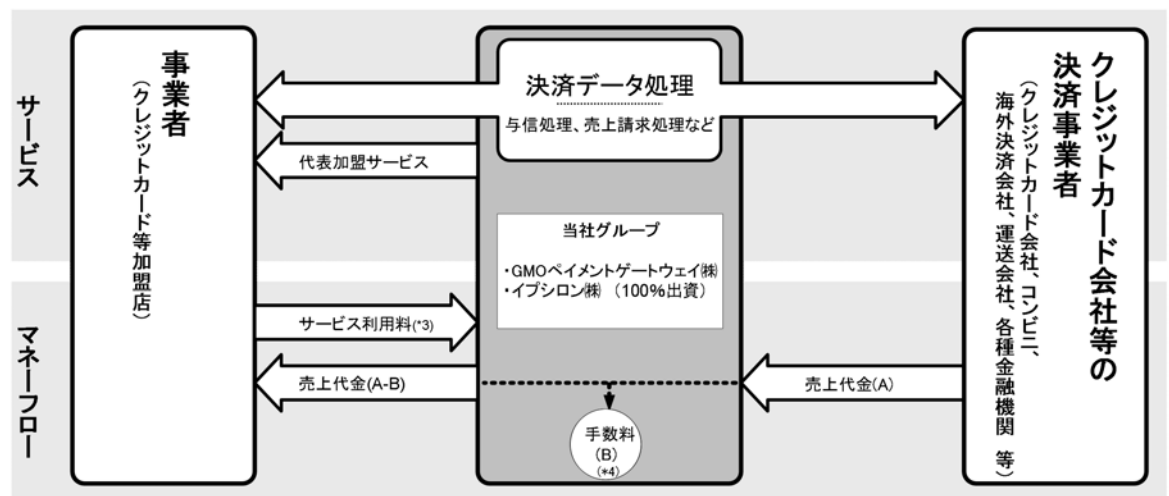 サービス
事業者
(クレジットカード等加盟店)
決済データ処理
与信処理、売上請求処理など
代表加盟サービス
当社グループ
・GMOペイメントゲートウェイ㈱
・イプシロン㈱ (100%出資)
クレジットカード会社等の
決済事業者
(クレジットカード会社、コンビニ、
海外決済会社、運送会社、各種金融機関 等)
マネーフロー
サービス利用料(*3)
売上代金(A-B)
売上代金(A)
手数料
(B)
(*4)